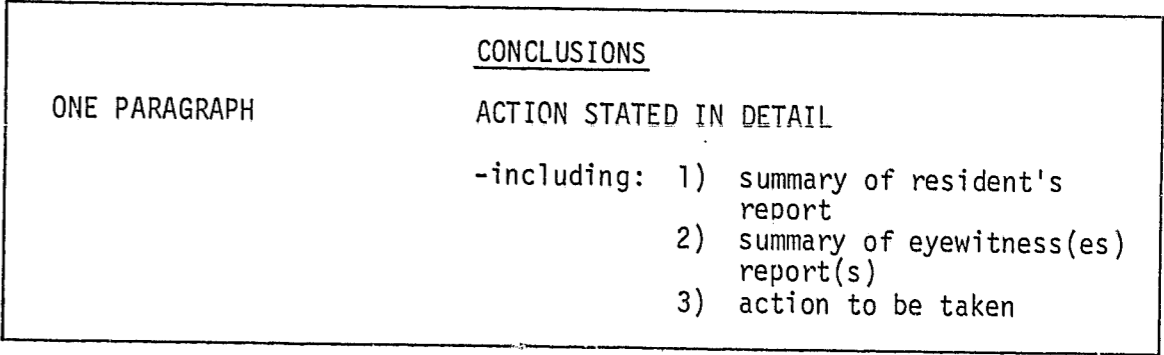 CONCLUSIONS
ONE PARAGRAPH ACTION STATED IN DETAIL
-including: 1) summary of resident's
report
2) summary of eyewitness(es)
report(s)
3) action to be taken